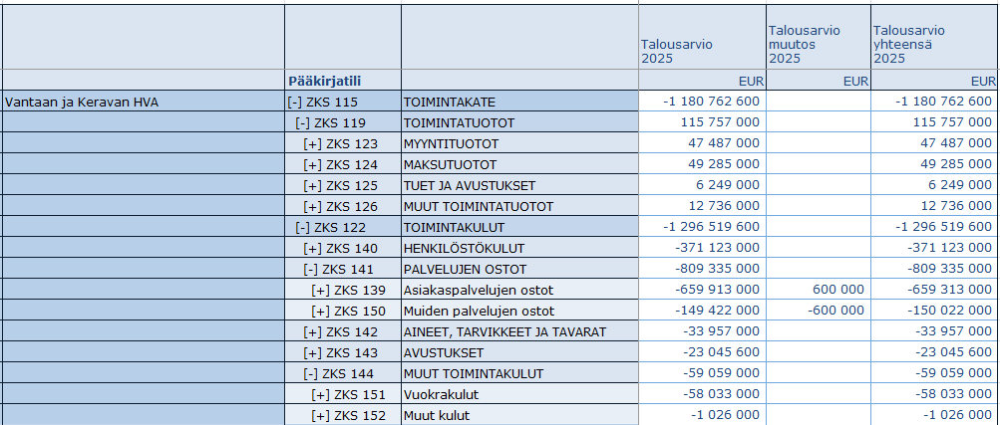 Talousarvio 2025 Talousarvio muutos 2025 Talousarvio yhteensä 2025
Pääkirjatili EUR EUR EUR
Vantaan ja Keravan HVA [-] ZKS 115 TOIMINTAKATE -1 180 762 600 -1 180 762 600
[-] ZKS 119 TOIMINTATUOTOT 115 757 000 115 757 000
[+] ZKS 123 MYYNTITUOTOT 47 487 000 47 487 000
[+] ZKS 124 MAKSUTUOTOT 49 285 000 49 285 000
[+] ZKS 125 TUET JA AVUSTUKSET 6 249 000 6 249 000
[+] ZKS 126 MUUT TOIMINTATUOTOT 12 736 000 12 736 000
[-] ZKS 122 TOIMINTAKULUT -1 296 519 600 -1 296 519 600
[+] ZKS 140 HENKILÖSTÖKULUT -371 123 000 -371 123 000
[-] ZKS 141 PALVELUJEN OSTOT -809 335 000 -809 335 000
[+] ZKS 139 Asiakaspalvelujen ostot -659 913 000 600 000 -659 313 000
[+] ZKS 150 Muiden palvelujen ostot -149 422 000 -600 000 -150 022 000
[+] ZKS 142 AINEET, TARVIKKEET JA TAVARAT -33 957 000 -33 957 000
[+] ZKS 143 AVUSTUKSET -23 045 600 -23 045 600
[-] ZKS 144 MUUT TOIMINTAKULUT -59 059 000 -59 059 000
[+] ZKS 151 Vuokrakulut -58 033 000 -58 033 000
[+] ZKS 152 Muut kulut -1 026 000 -1 026 000